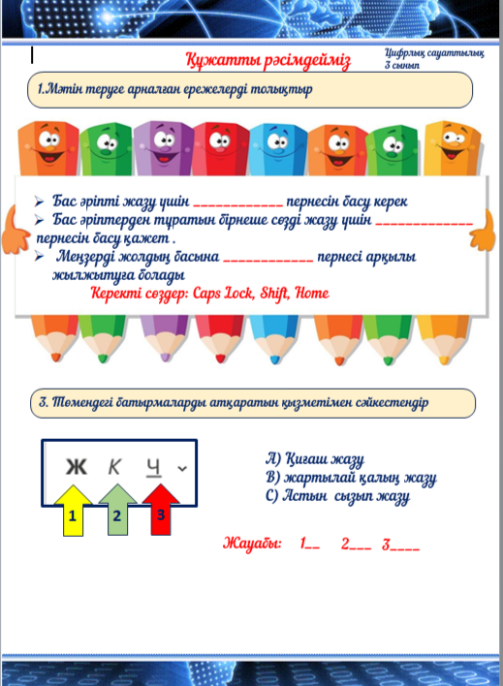 Құжатты рәсімдейміз
Цифрлық сауаттылық
3 сынып
1.Мәтін теруге арналған ережелерді толықтыр
➤ Бас әріпті жазу үшін ____________ пернесін басу керек
➤ Бас әріптерден тұратын бірнеше сөзді жазу үшін _____________
пернесін басу қажет .
➤ Меңзерді жолдың басына ____________ пернесі арқылы
жылжытуға болады
Керекті сөздер: Caps Lock, Shift, Home
3. Төмендегі батырмаларды атқаратын қызметімен сәйкестендір
Ж К Ч
1 2 3
А) Қиғаш жазу
В) жартылай қалың жазу
С) Астын сызып жазу
Жауабы: 1__ 2___ 3____